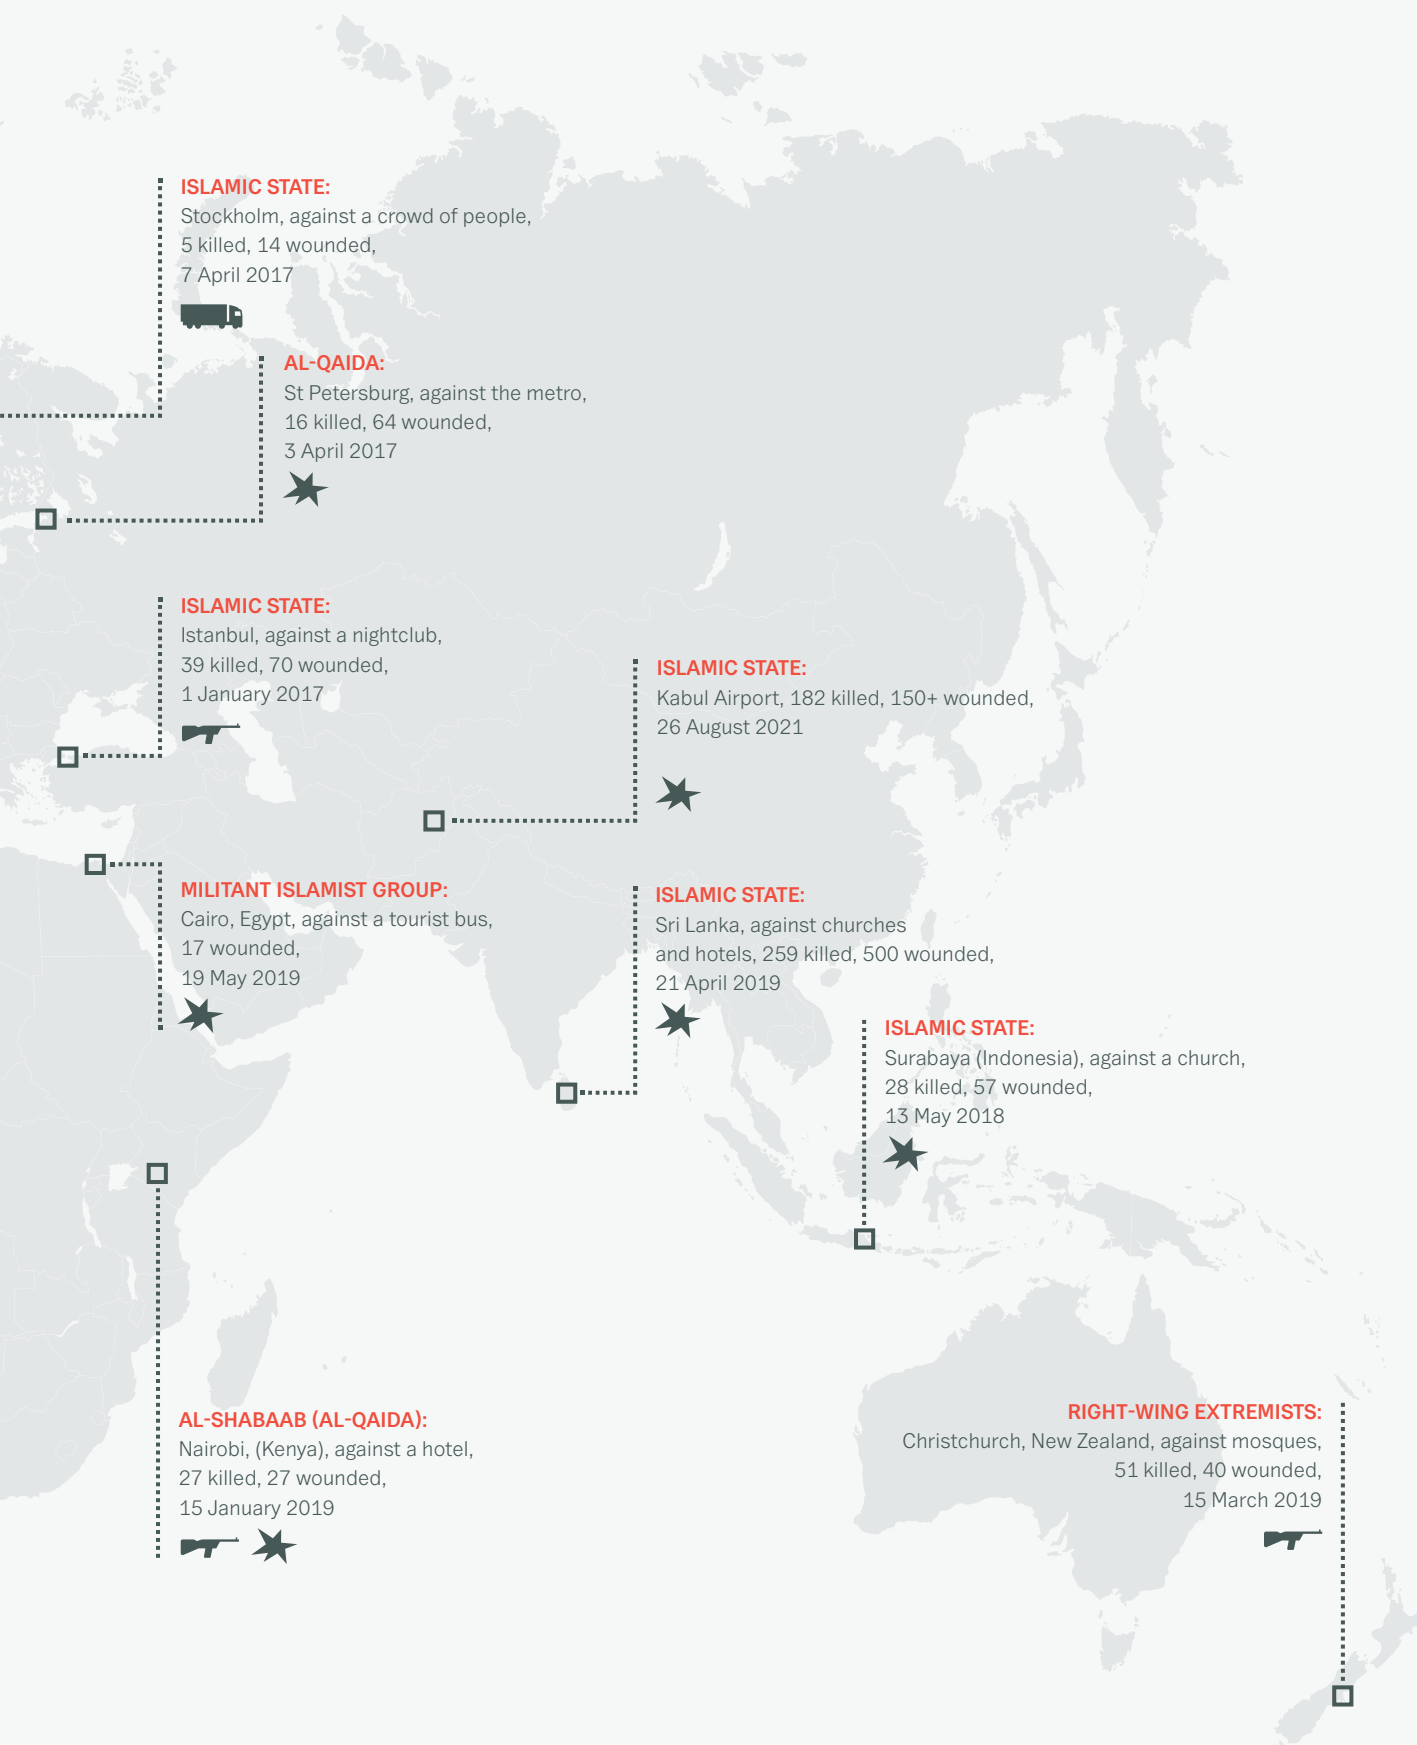 ISLAMIC STATE:
Stockholm, against a crowd of people,
5 killed, 14 wounded,
7 April 2017
AL-QAIDA:
St Petersburg, against the metro,
16 killed, 64 wounded,
3 April 2017
ISLAMIC STATE:
Istanbul, against a nightclub,
39 killed, 70 wounded,
1 January 2017
ISLAMIC STATE:
Kabul Airport, 182 killed, 150+ wounded,
26 August 2021
MILITANT ISLAMIST GROUP:
Cairo, Egypt, against a tourist bus,
17 wounded,
19 May 2019
ISLAMIC STATE:
Sri Lanka, against churches
and hotels, 259 killed, 500 wounded,
21 April 2019
ISLAMIC STATE:
Surabaya (Indonesia), against a church,
28 killed, 57 wounded,
13 May 2018
AL-SHABAAB (AL-QAIDA):
Nairobi, (Kenya), against a hotel,
27 killed, 27 wounded,
15 January 2019
RIGHT-WING EXTREMISTS:
Christchurch, New Zealand, against mosques,
51 killed, 40 wounded,
15 March 2019